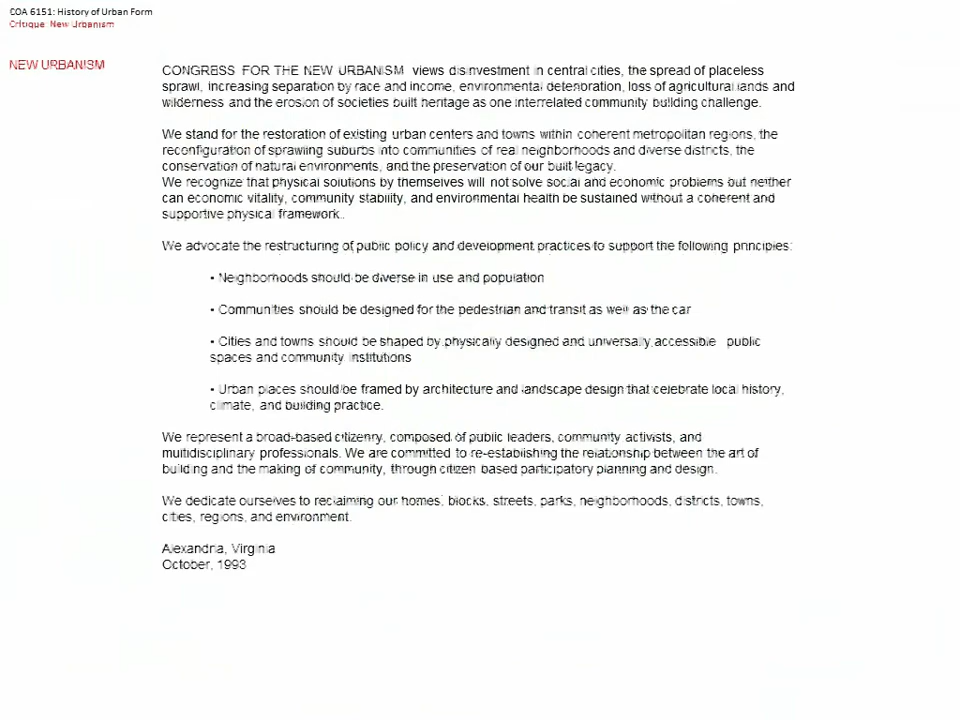 COA 6151: History of Urban Form
Critique: New Urbanism
NEW URBANISM
CONGRESS FOR THE NEW URBANISM views disinvestment in central cities, the spread of placeless
sprawl, increasing separation by race and income, environmental deterioration, loss of agricultural lands and
wilderness and the erosion of societies built heritage as one interrelated community building challenge.
We stand for the restoration of existing urban centers and towns within coherent metropolitan regions, the
reconfiguration of sprawling suburbs into communities of real neighborhoods and diverse districts, the
conservation of natural environments, and the preservation of our built legacy.
We recognize that physical solutions by themselves will not solve social and economic problems but neither
can economic vitality, community stability, and environmental health be sustained without a coherent and
supportive physical framework..
We advocate the restructuring of public policy and development practices to support the following principles:
• Neighborhoods should be diverse in use and population
• Communities should be designed for the pedestrian and transit as well as the car
• Cities and towns should be shaped by physically designed and universally accessible public
spaces and community institutions
• Urban places should be framed by architecture and landscape design that celebrate local history,
climate, and building practice.
We represent a broad-based citizenry, composed of public leaders, community activists, and
multidisciplinary professionals. We are committed to re-establishing the relationship between the art of
building and the making of community, through citizen based participatory planning and design.
We dedicate ourselves to reclaiming our homes, blocks, streets, parks, neighborhoods, districts, towns,
cities, regions, and environment.
Alexandria, Virginia
October, 1993